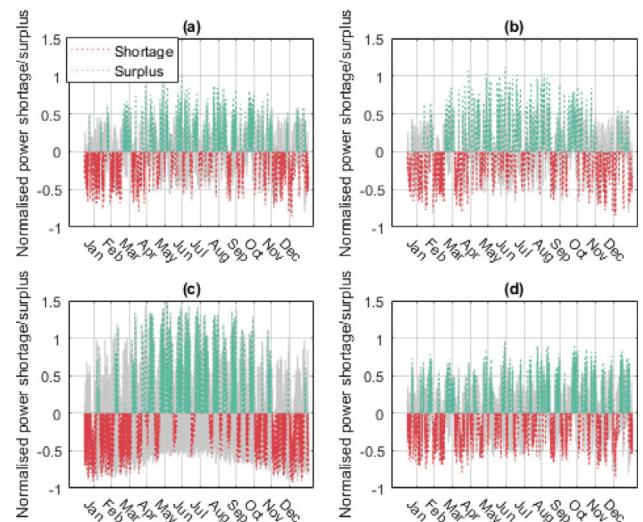 (a)
Normalised power shortage/surplus
1.5
1
0.5
0
-0.5
-1
Shortage
Surplus
Jan Feb Mar Apr May Jun Jul Aug Sep Oct Nov Dec
(b)
Normalised power shortage/surplus
1.5
1
0.5
0
-0.5
-1
Jan Feb Mar Apr May Jun Jul Aug Sep Oct Nov Dec
(c)
Normalised power shortage/surplus
1.5
1
0.5
0
-0.5
-1
Jan Feb Mar Apr May Jun Jul Aug Sep Oct Nov Dec
(d)
Normalised power shortage/surplus
1.5
1
0.5
0
-0.5
-1
Jan Feb Mar Apr May Jun Jul Aug Sep Oct Nov Dec